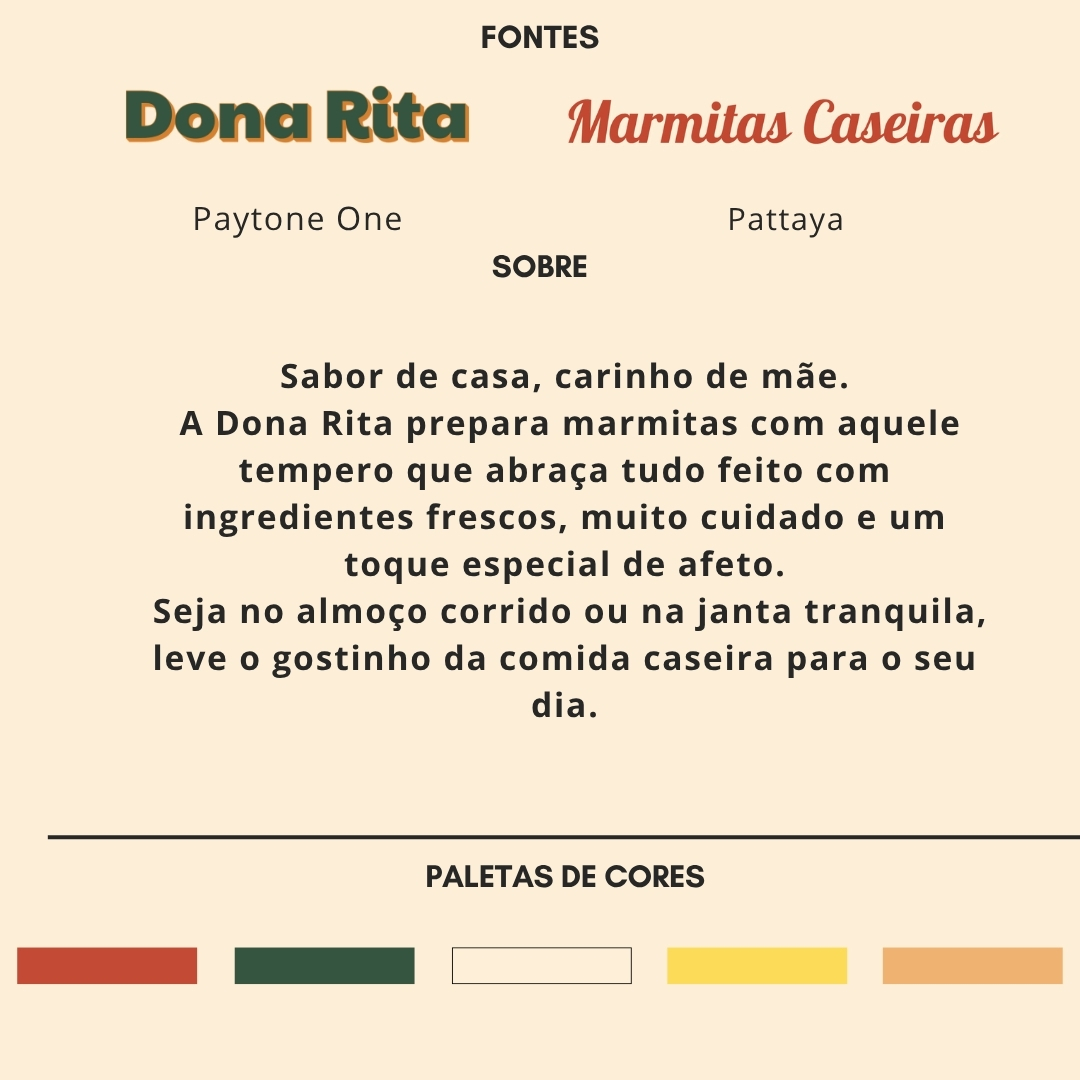 FONTES
Dona Rita
Marmitas Caseiras
Paytone One
Pattaya
SOBRE
Sabor de casa, carinho de mãe.
A Dona Rita prepara marmitas com aquele
tempero que abraça tudo feito com
ingredientes frescos, muito cuidado e um
toque especial de afeto.
Seja no almoço corrido ou na janta tranquila,
leve o gostinho da comida caseira para o seu
dia.
PALETAS DE CORES